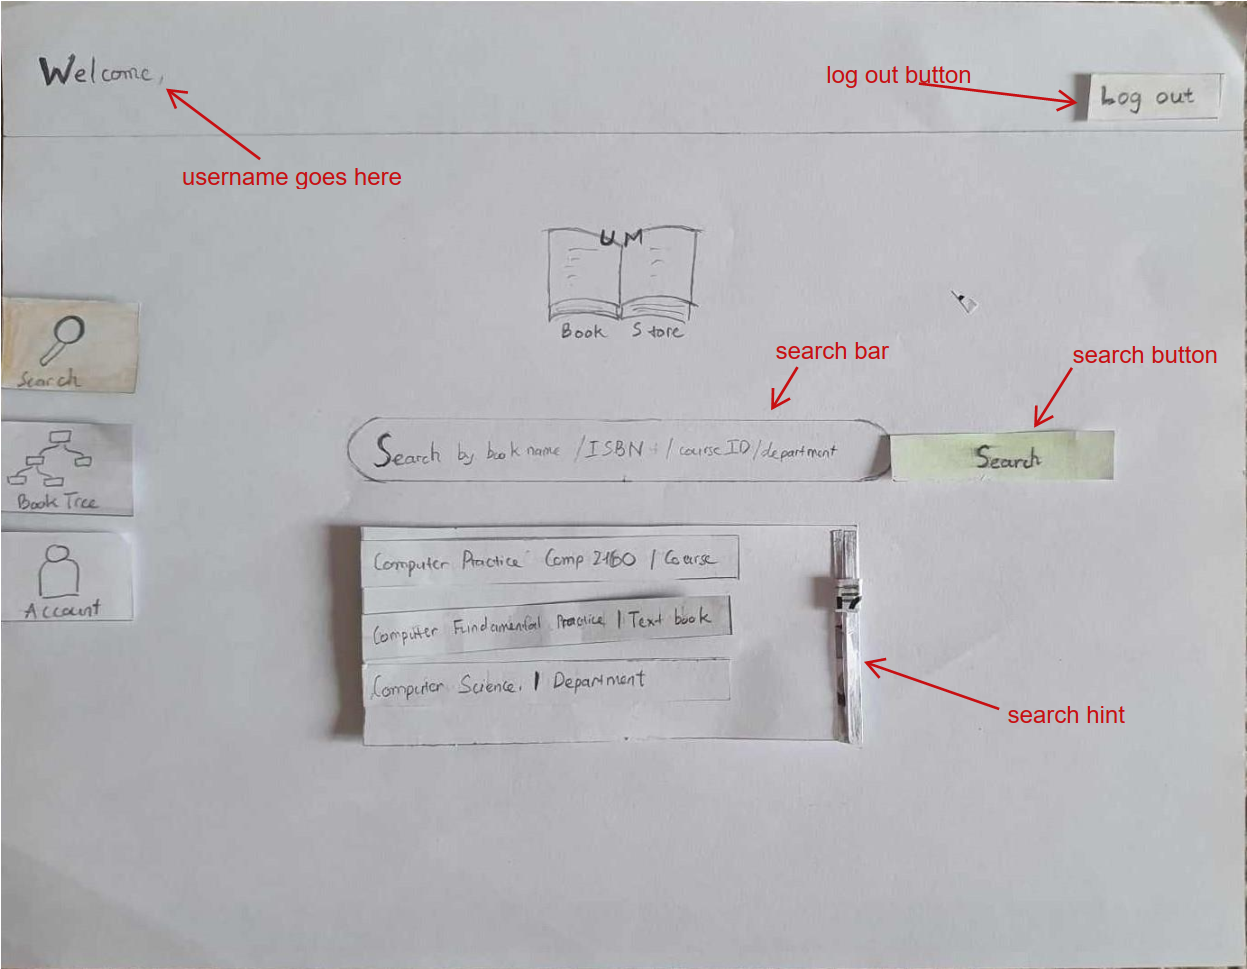 Welcome,
log out button
Log out
username goes here
UM
Book Store
Search
search bar
search button
Search by book name /ISBN /courseID/department
Search
Book Tree
Computer Practice Comp 2160 / Course
Computer Fundamental Practice | Text book
Account
Computer Science. | Department
search hint